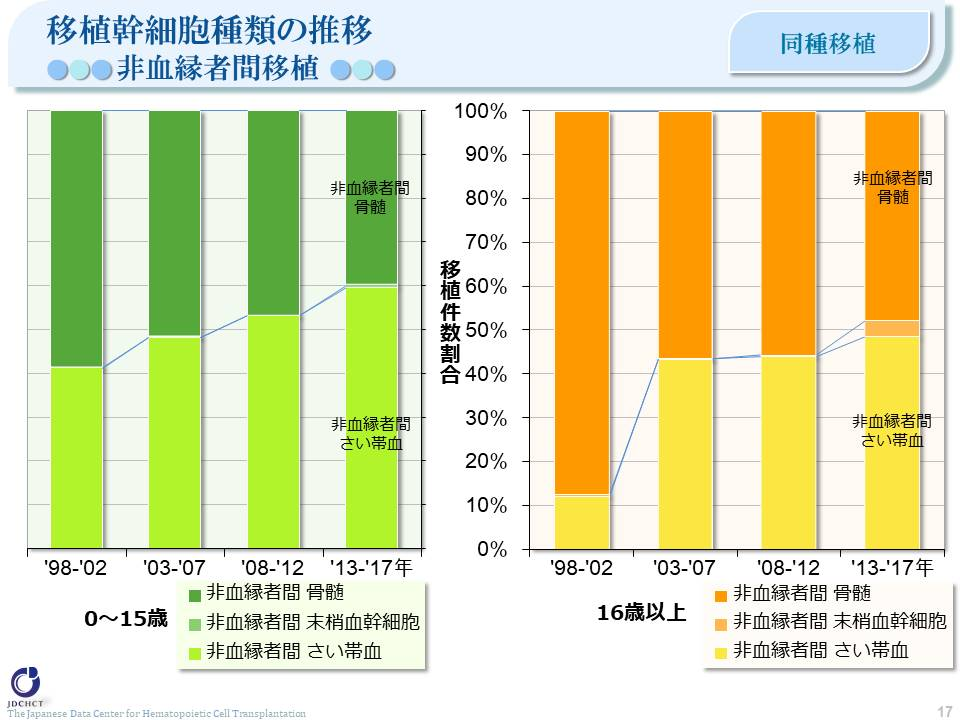 移植幹細胞種類の推移
非血縁者間移植
同種移植
非血縁者間
骨髄
非血縁者間
さい帯血
'98-'02
'03-'07
'08-'12
'13-'17年
0～15歳
非血縁者間 骨髄
非血縁者間 末梢血幹細胞
非血縁者間 さい帯血
移植件数割合
100%
90%
80%
70%
60%
50%
40%
30%
20%
10%
0%
非血縁者間
骨髄
非血縁者間
さい帯血
'98-'02
'03-'07
'08-'12
'13-'17年
16歳以上
非血縁者間 骨髄
非血縁者間 末梢血幹細胞
非血縁者間 さい帯血
JDCHCT
The Japanese Data Center for Hematopoietic Cell Transplantation
17